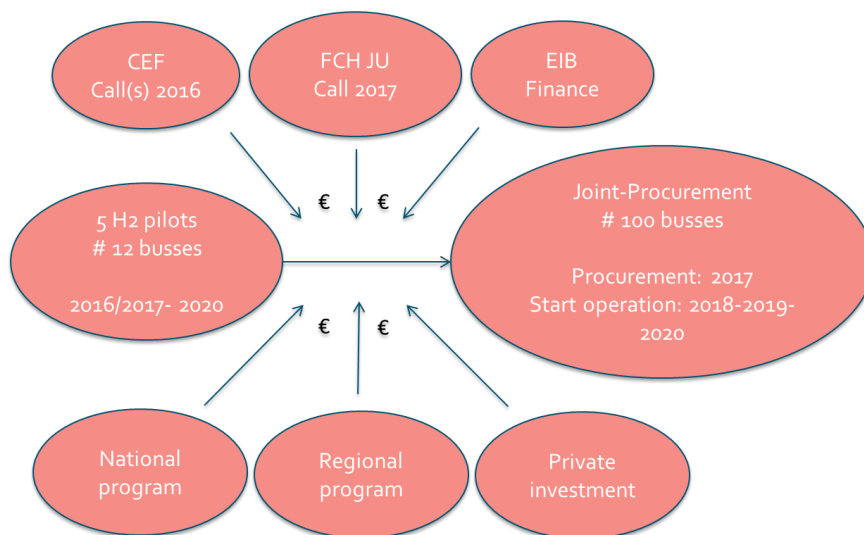 CEF
Call(s) 2016
FCH JU
Call 2017
EIB
Finance
€
€
5 H2 pilots
# 12 busses
2016/2017- 2020
Joint-Procurement
# 100 busses
Procurement: 2017
Start operation: 2018-2019-
2020
€
€
National
program
Regional
program
Private
investment